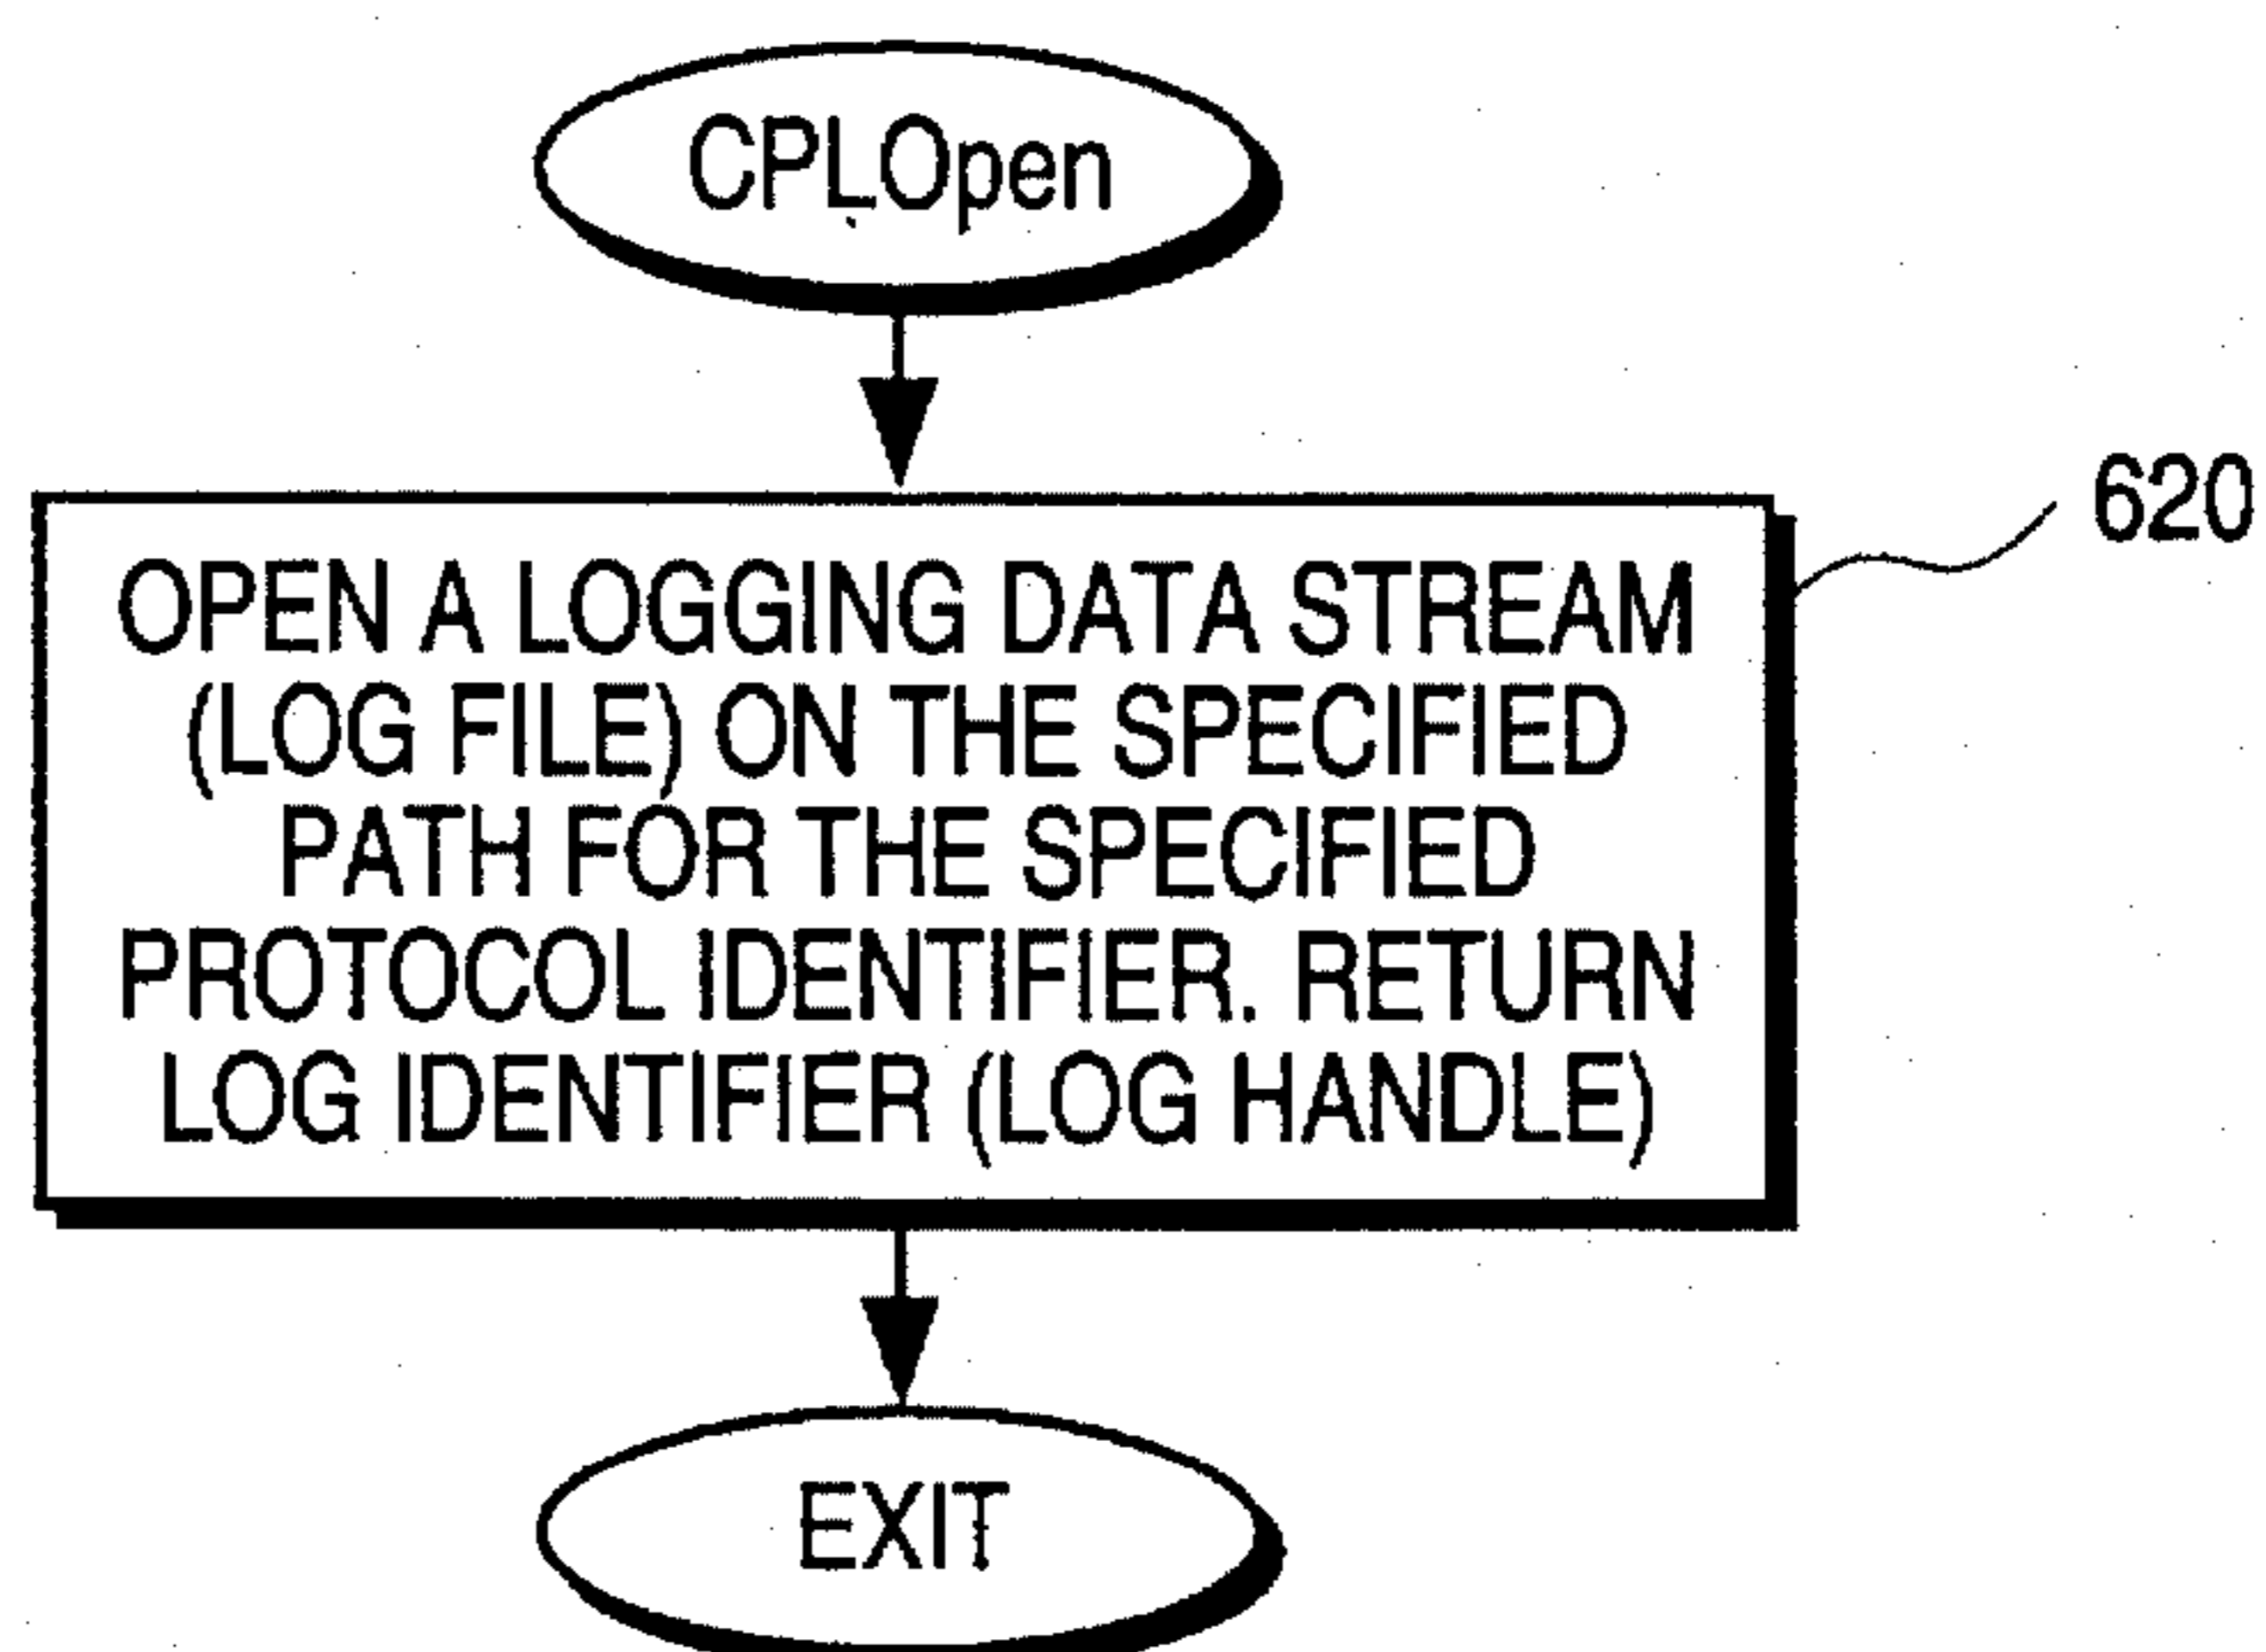 CPLOpen
620
OPEN A LOGGING DATA STREAM
(LOG FILE) ON THE SPECIFIED
PATH FOR THE SPECIFIED
PROTOCOL IDENTIFIER. RETURN
LOG IDENTIFIER (LOG HANDLE)
EXIT